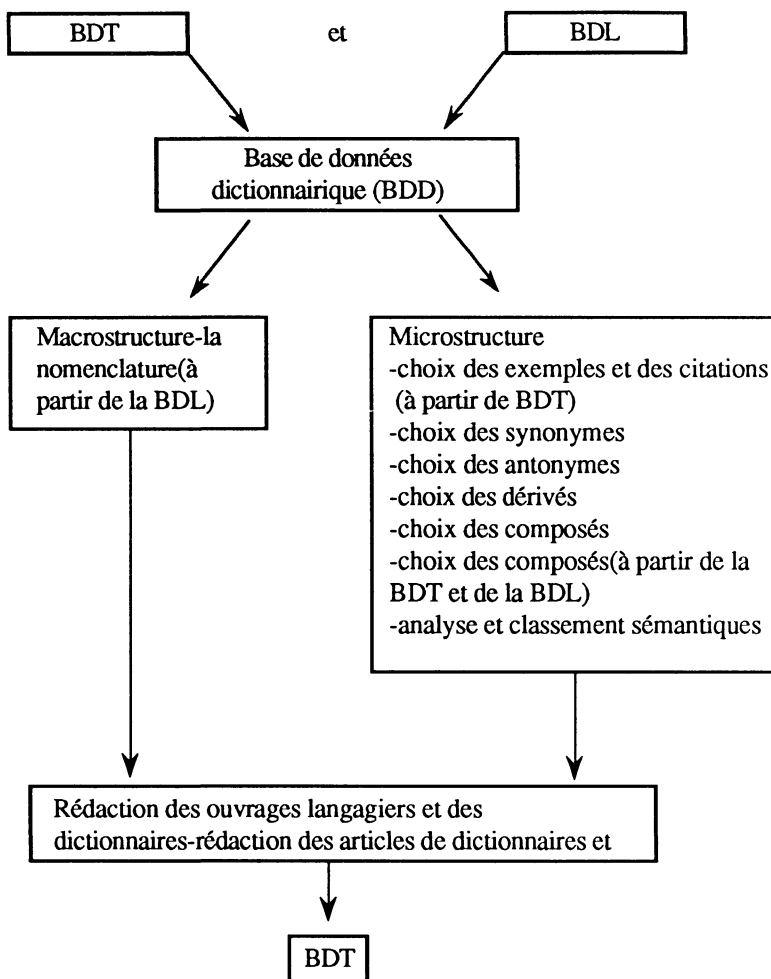 BDT et BDL
Base de données
dictionnairique (BDD)
Macrostructure-la
nomenclature(à
partir de la BDL)
Microstructure
-choix des exemples et des citations
(à partir de BDT)
-choix des synonymes
-choix des antonymes
-choix des dérivés
-choix des composés
-choix des composés(à partir de la
BDT et de la BDL)
-analyse et classement sémantiques
Rédaction des ouvrages langagiers et des
dictionnaires-rédaction des articles de dictionnaires et
BDT